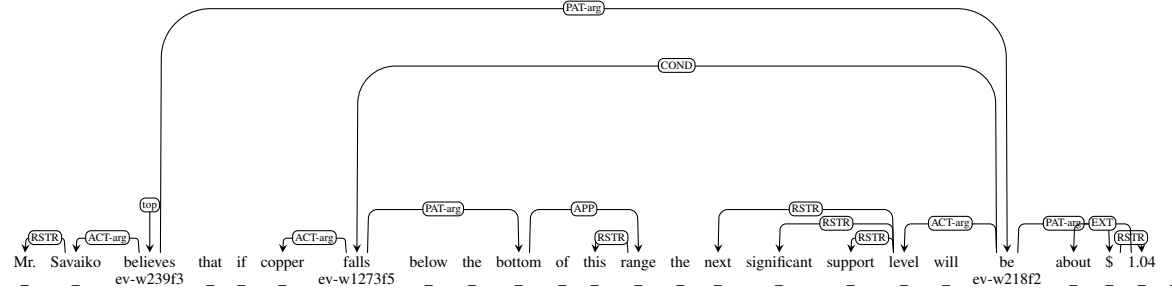 PAT-arg
COND
top
PAT-arg APP RSTR
RSTR ACT-arg PAT-arg EXT
RSTR ACT-arg ACT-arg RSTR RSTR RSTR
Mr. Savaiko believes that if copper falls below the bottom of this range the next significant support level will be about $ 1.04
ev-w239f3 ev-w1273f5 ev-w218f2
_ _ _ _ _ _ _ _ _ _ _ _ _ _ _ _ _ _ _ _